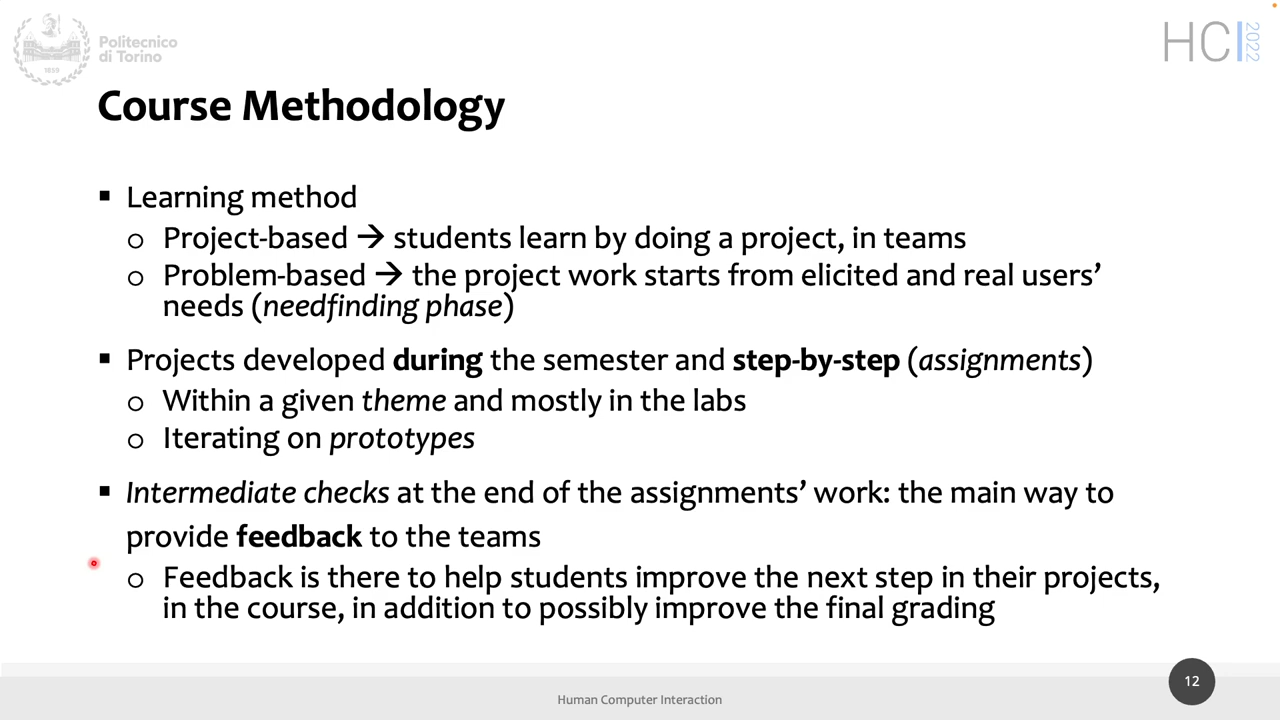 Politecnico
di Torino
1859
HCI 2022
Course Methodology
▪ Learning method
o Project-based → students learn by doing a project, in teams
o Problem-based → the project work starts from elicited and real users’
needs (needfinding phase)
▪ Projects developed during the semester and step-by-step (assignments)
o Within a given theme and mostly in the labs
o Iterating on prototypes
▪ Intermediate checks at the end of the assignments’ work: the main way to
provide feedback to the teams
o Feedback is there to help students improve the next step in their projects,
in the course, in addition to possibly improve the final grading
Human Computer Interaction
12